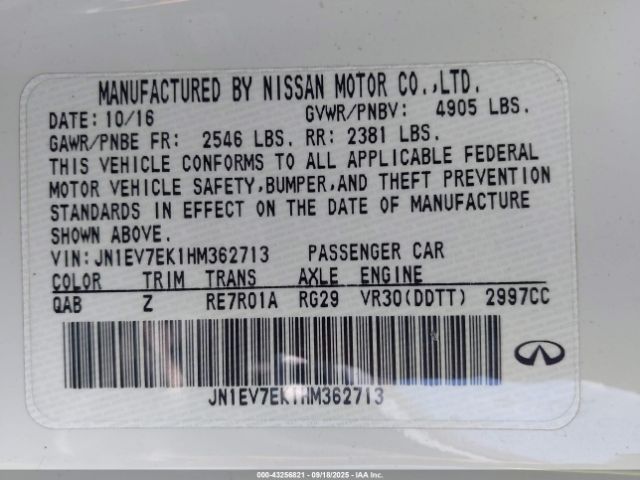 MANUFACTURED BY NISSAN MOTOR CO.,LTD.
DATE: 10/16 GVWR/PNBV: 4905 LBS.
GAWR/PNBE FR: 2546 LBS. RR: 2381 LBS.
THIS VEHICLE CONFORMS TO ALL APPLICABLE FEDERAL
MOTOR VEHICLE SAFETY,BUMPER,AND THEFT PREVENTION
STANDARDS IN EFFECT ON THE DATE OF MANUFACTURE
SHOWN ABOVE.
VIN: JN1EV7EK1HM362713 PASSENGER CAR
COLOR TRIM TRANS AXLE ENGINE
QAB Z RE7R01A RG29 VR30(DDTT) 2997CC
JN1EV7EK1HM362713
000-43256821 - 09/18/2025 - IAA Inc.